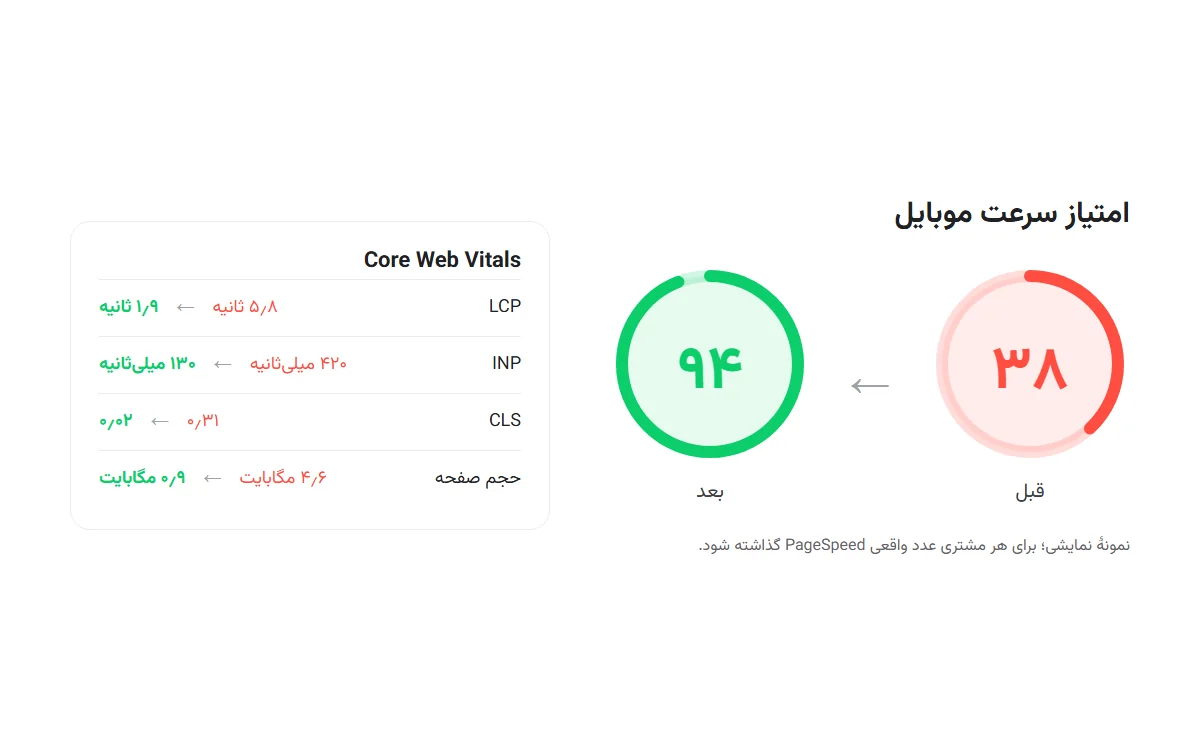 امتیاز سرعت موبایل
۳۸ ← ۹۴
قبل بعد
نمونهٔ نمایشی؛ برای هر مشتری عدد واقعی PageSpeed گذاشته شود.
Core Web Vitals
LCP ۵٫۸ ثانیه ← ۱٫۹ ثانیه
INP ۴۲۰ میلی‌ثانیه ← ۱۳۰ میلی‌ثانیه
CLS ۰٫۳۱ ← ۰٫۰۲
حجم صفحه ۴٫۶ مگابایت ← ۰٫۹ مگابایت